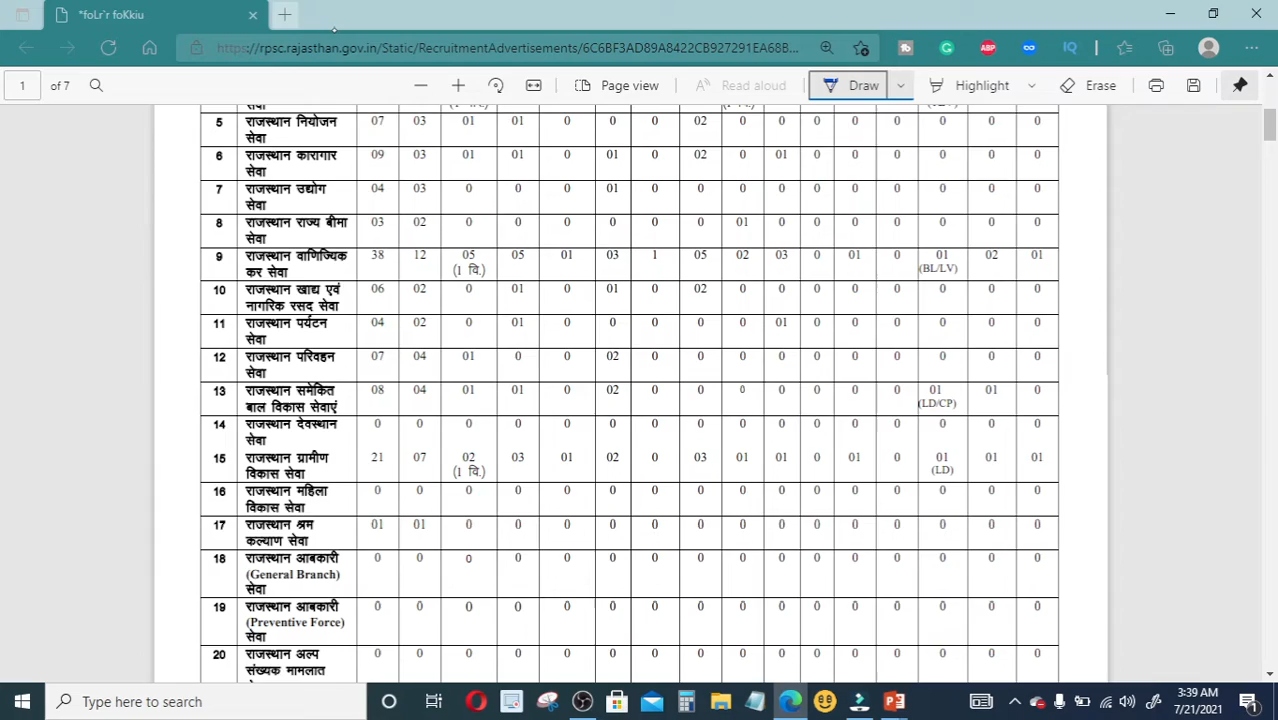 *foLr`r foKkiu
https://rpsc.rajasthan.gov.in/Static/RecruitmentAdvertisements/6C6BF3AD89A8422CB927291EA68B...
1 of 7 Page view Read aloud Draw Highlight Erase
सेवा
5 राजस्थान नियोजन 07 03 01 01 0 0 0 02 0 0 0 0 0 0 0 0
सेवा
6 राजस्थान कारागार 09 03 01 01 0 01 0 02 0 01 0 0 0 0 0 0
सेवा
7 राजस्थान उद्योग 04 03 0 0 0 01 0 0 0 0 0 0 0 0 0 0
सेवा
8 राजस्थान राज्य बीमा 03 02 0 0 0 0 0 0 01 0 0 0 0 0 0 0
सेवा
9 राजस्थान वाणिज्यिक 38 12 05 05 01 03 1 05 02 03 0 01 0 01 02 01
कर सेवा (1 वि.) (BL/LV)
10 राजस्थान खाद्य एवं 06 02 0 01 0 01 0 02 0 0 0 0 0 0 0 0
नागरिक रसद सेवा
11 राजस्थान पर्यटन 04 02 0 01 0 0 0 0 0 01 0 0 0 0 0 0
सेवा
12 राजस्थान परिवहन 07 04 01 0 0 02 0 0 0 0 0 0 0 0 0 0
सेवा
13 राजस्थान समेकित 08 04 01 01 0 02 0 0 0 0 0 0 0 01 01 0
बाल विकास सेवाएं (LD/CP)
14 राजस्थान देवस्थान 0 0 0 0 0 0 0 0 0 0 0 0 0 0 0 0
सेवा
15 राजस्थान ग्रामीण 21 07 02 03 01 02 0 03 01 01 0 01 0 01 01 01
विकास सेवा (1 वि.) (LD)
16 राजस्थान महिला 0 0 0 0 0 0 0 0 0 0 0 0 0 0 0 0
विकास सेवा
17 राजस्थान श्रम 01 01 0 0 0 0 0 0 0 0 0 0 0 0 0 0
कल्याण सेवा
18 राजस्थान आबकारी 0 0 0 0 0 0 0 0 0 0 0 0 0 0 0 0
(General Branch)
सेवा
19 राजस्थान आबकारी 0 0 0 0 0 0 0 0 0 0 0 0 0 0 0 0
(Preventive Force)
सेवा
20 राजस्थान अल्प 0 0 0 0 0 0 0 0 0 0 0 0 0 0 0 0
संख्यक मामलात
Type here to search
3:39 AM
7/21/2021